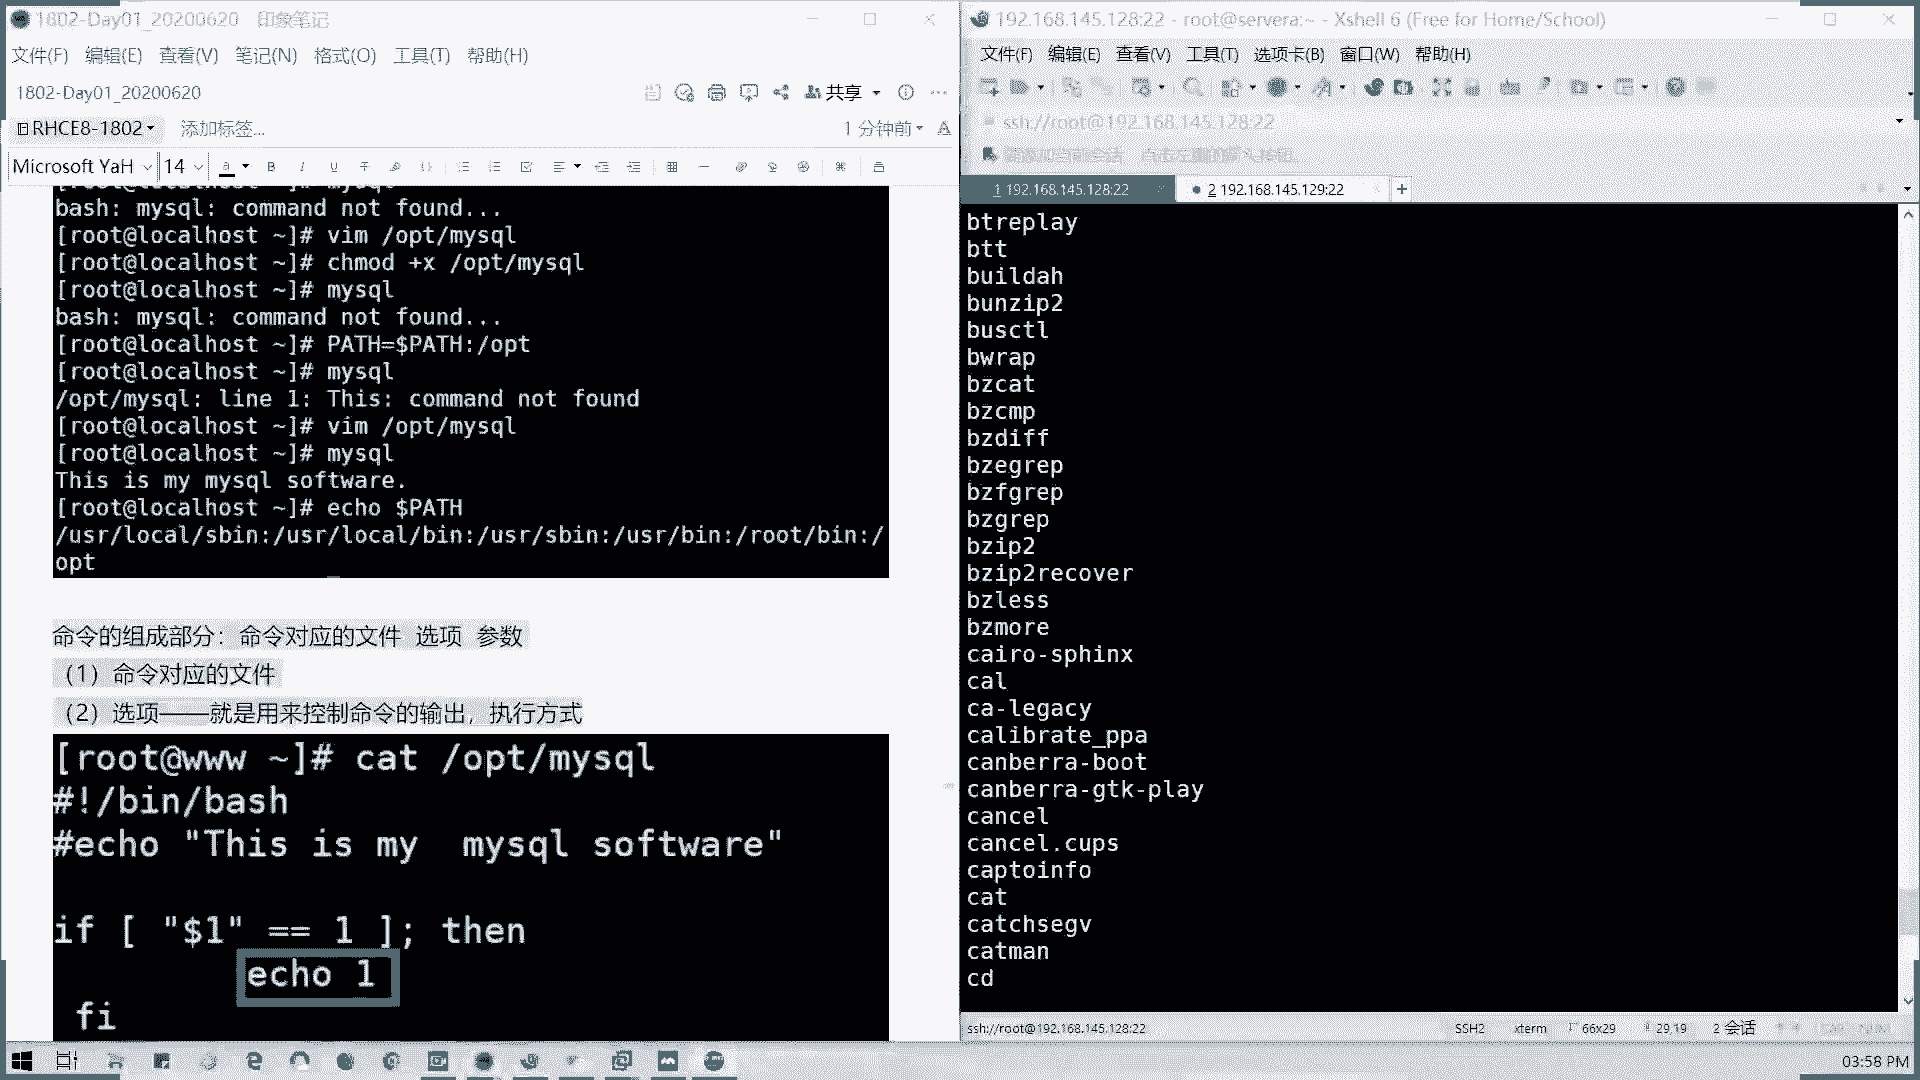 1802-Day01_20200620 印象笔记
文件(F) 编辑(E) 查看(V) 笔记(N) 格式(O) 工具(T) 帮助(H)
1802-Day01_20200620
共享
RHCE8-1802
添加标签...
1 分钟前
Microsoft YaH
14
bash: mysql: command not found...
[root@localhost ~]# vim /opt/mysql
[root@localhost ~]# chmod +x /opt/mysql
[root@localhost ~]# mysql
bash: mysql: command not found...
[root@localhost ~]# PATH=$PATH:/opt
[root@localhost ~]# mysql
/opt/mysql: line 1: This: command not found
[root@localhost ~]# vim /opt/mysql
[root@localhost ~]# mysql
This is my mysql software.
[root@localhost ~]# echo $PATH
/usr/local/sbin:/usr/local/bin:/usr/sbin:/usr/bin:/root/bin:/
opt
命令的组成部分：命令对应的文件 选项 参数
（1）命令对应的文件
（2）选项——就是用来控制命令的输出，执行方式
[root@www ~]# cat /opt/mysql
#!/bin/bash
#echo "This is my  mysql software"
if [ "$1" == 1 ]; then
echo 1
fi
192.168.145.128:22 - root@servera:~ - Xshell 6 (Free for Home/School)
文件(F) 编辑(E) 查看(V) 工具(T) 选项卡(B) 窗口(W) 帮助(H)
ssh://root@192.168.145.128:22
1 192.168.145.128:22
2 192.168.145.129:22
btreplay
btt
buildah
bunzip2
busctl
bwrap
bzcat
bzcmp
bzdiff
bzegrep
bzfgrep
bzgrep
bzip2
bzip2recover
bzless
bzmore
cairo-sphinx
cal
ca-legacy
calibrate_ppa
canberra-boot
canberra-gtk-play
cancel
cancel.cups
captoinfo
cat
catchsegv
catman
cd
ssh://root@192.168.145.128:22
SSH2
xterm
66x29
29,19
2 会话
03:58 PM